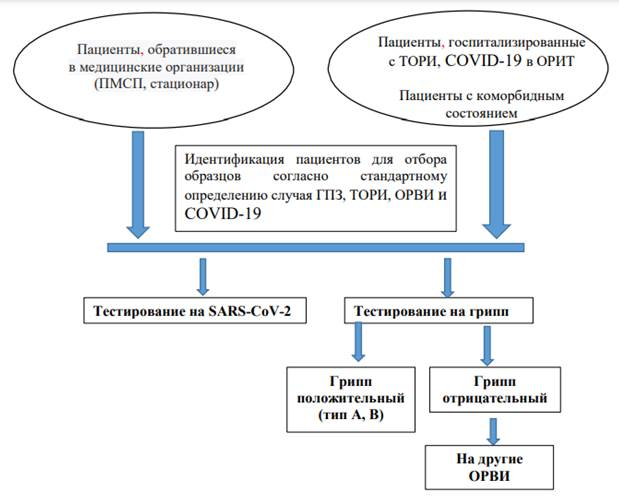 Пациенты, обратившиеся
в медицинские организации
(ПМСП, стационар)
Пациенты, госпитализированные
с ТОРИ, COVID-19 в ОРИТ
Пациенты с коморбидным
состоянием
Идентификация пациентов для отбора
образцов согласно стандартному
определению случая ГПЗ, ТОРИ, ОРВИ и
COVID-19
Тестирование на SARS-CoV-2
Тестирование на грипп
Грипп
положительный
(тип А, В)
Грипп
отрицательный
На другие
ОРВИ